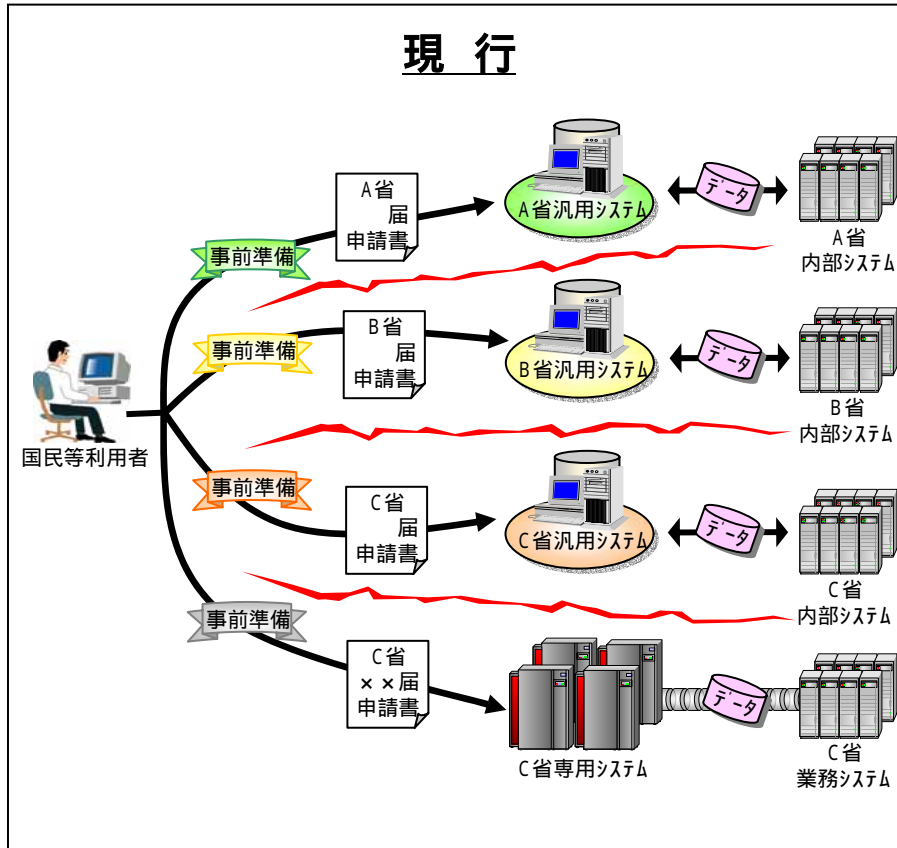 現 行
A省
届
申請書
事前準備
A省汎用システム
データ
A省
内部システム
B省
届
申請書
事前準備
B省汎用システム
データ
B省
内部システム
国民等利用者
事前準備
C省
届
申請書
C省汎用システム
データ
C省
内部システム
事前準備
C省
××届
申請書
C省専用システム
データ
C省
業務システム